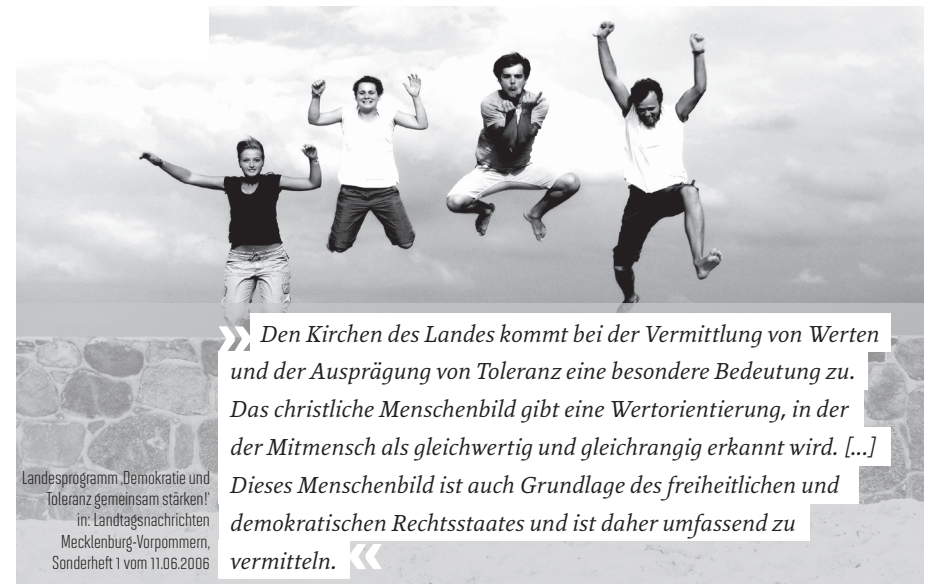 » Den Kirchen des Landes kommt bei der Vermittlung von Werten
und der Ausprägung von Toleranz eine besondere Bedeutung zu.
Das christliche Menschenbild gibt eine Wertorientierung, in der
der Mitmensch als gleichwertig und gleichrangig erkannt wird. [...]
Dieses Menschenbild ist auch Grundlage des freiheitlichen und
demokratischen Rechtsstaates und ist daher umfassend zu
vermitteln. «
Landesprogramm ‚Demokratie und
Toleranz gemeinsam stärken!'
in: Landtagsnachrichten
Mecklenburg-Vorpommern,
Sonderheft 1 vom 11.06.2006